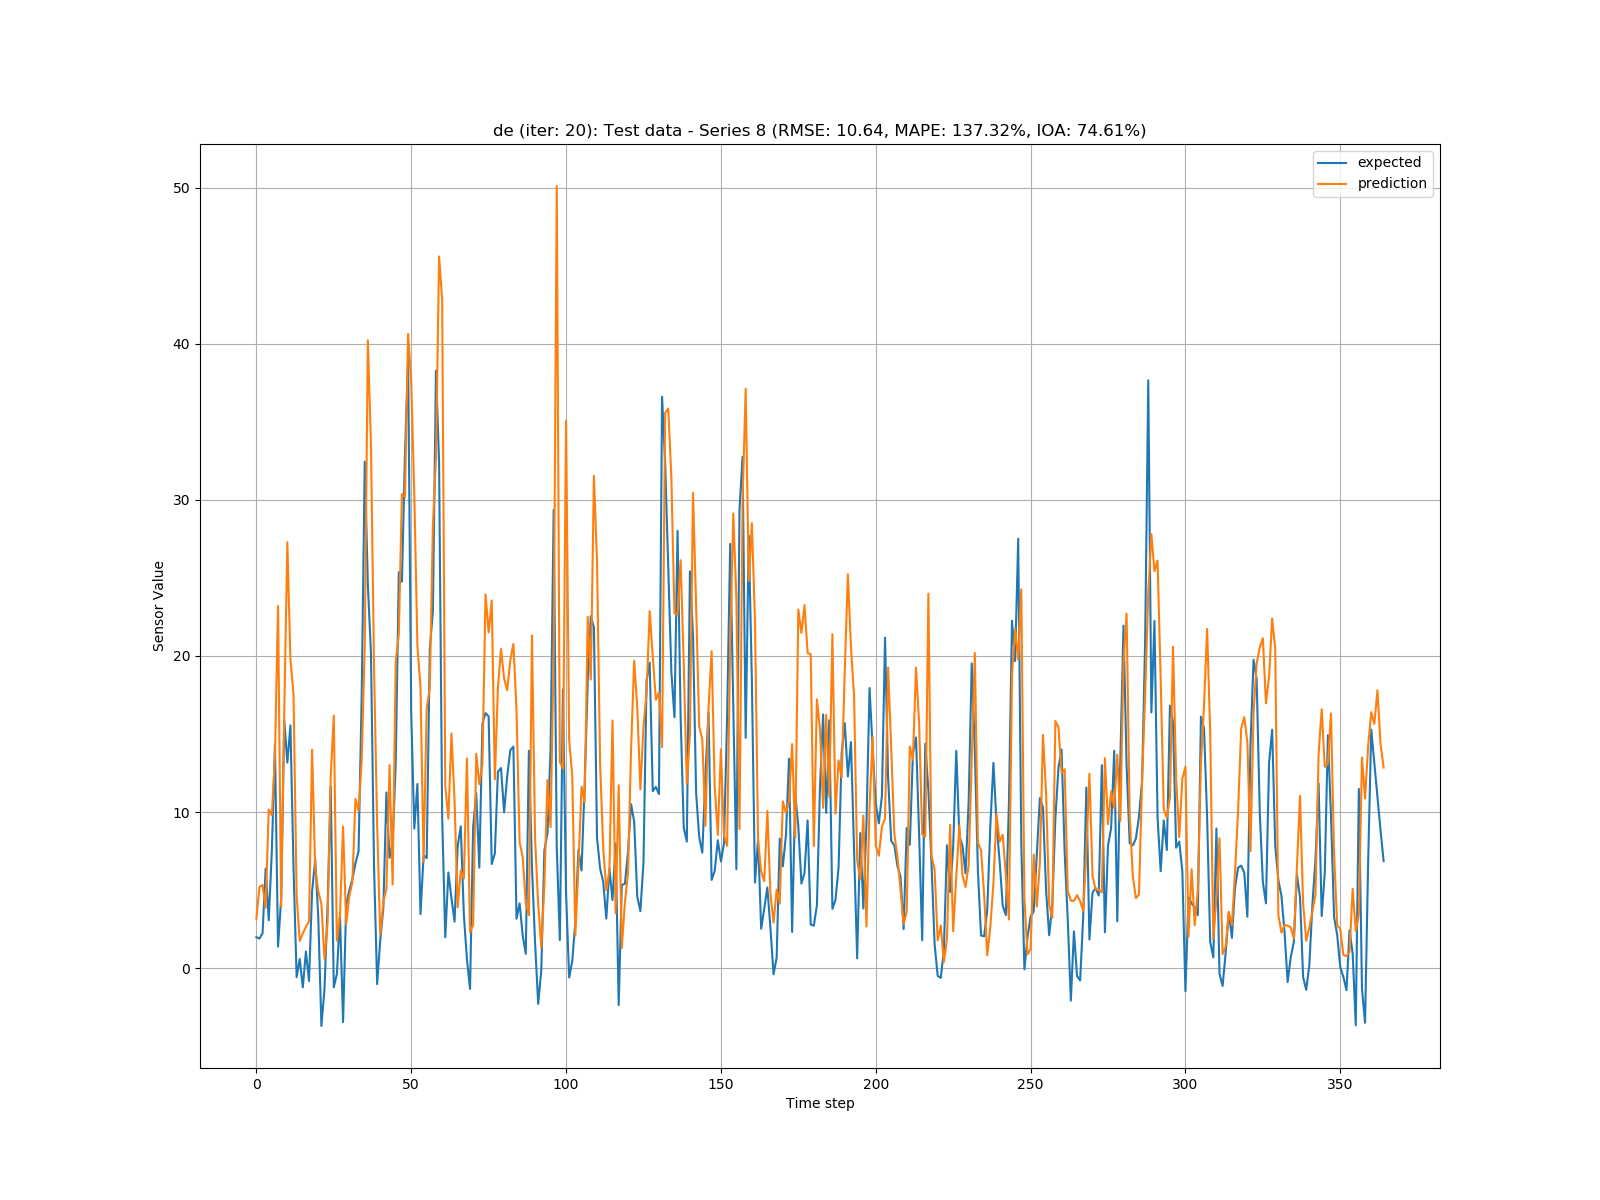 de (iter: 20): Test data - Series 8 (RMSE: 10.64, MAPE: 137.32%, IOA: 74.61%)
expected
prediction
50
40
30
20
10
0
Sensor Value
0 50 100 150 200 250 300 350
Time step